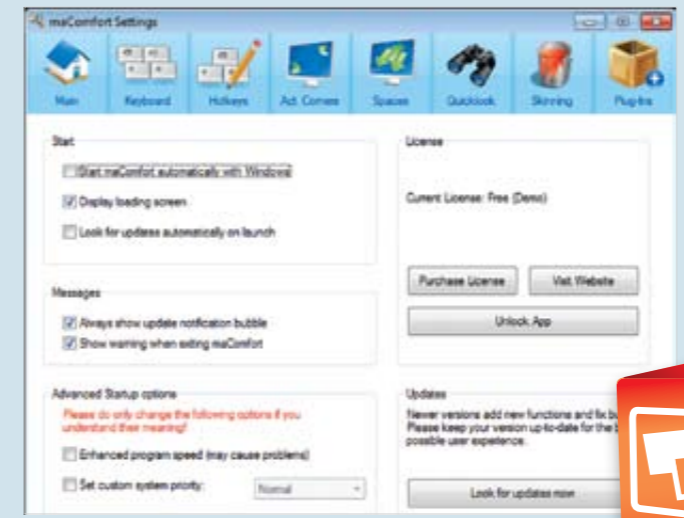 maComfort Settings
Main
Keyboard
Hotkeys
Act. Corners
Spaces
Quicklook
Skinning
Plug-Ins
Start
Start maComfort automatically with Windows
Display loading screen
Look for updates automatically on launch
Messages
Always show update notification bubble
Show warning when exiting maComfort
Advanced Startup options
Please do only change the following options if you
understand their meaning!
Enhanced program speed (may cause problems)
Set custom system priority:
Normal
License
Current License: Free (Demo)
Purchase License
Visit Website
Unlock App
Updates
Newer versions add new functions and fix
Please keep your version up-to-date for the
possible user experience.
Look for updates now